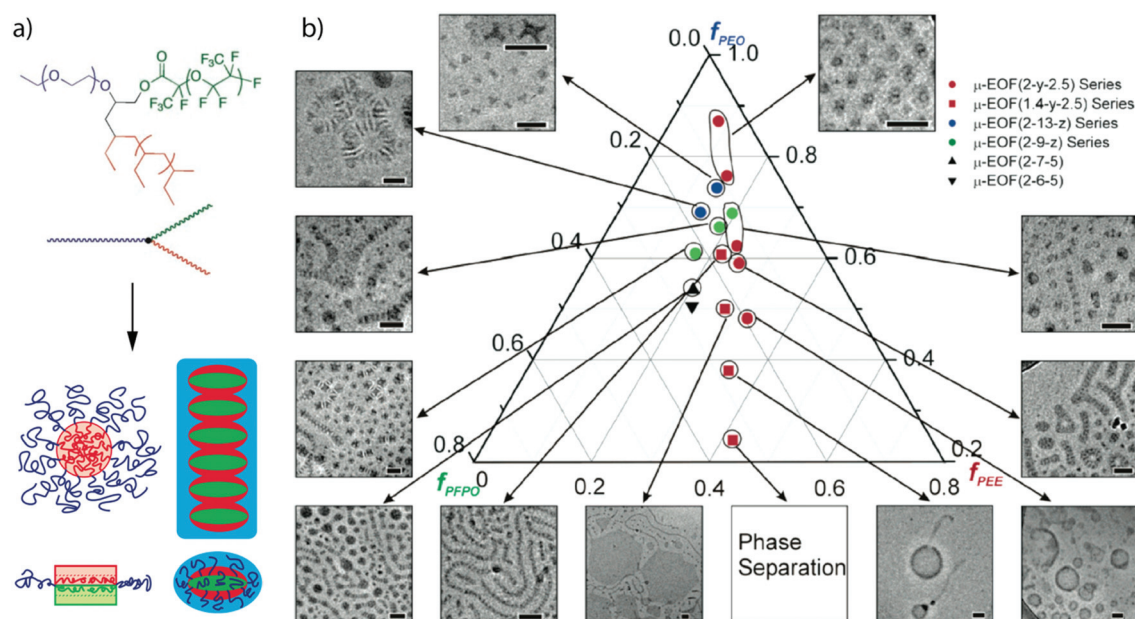 a)
O
O
O
O
F₃C
F
F
O
F₃C
F
F
F
CF₃
F
F
b)
f_PEO
0.0
1.0
0.2
0.8
0.4
0.6
0.6
0.4
0.8
0.2
f_PFPO
f_PEE
0
0.2
0.4
0.6
0.8
μ-EOF(2-y-2.5) Series
μ-EOF(1.4-y-2.5) Series
μ-EOF(2-13-z) Series
μ-EOF(2-9-z) Series
μ-EOF(2-7-5)
μ-EOF(2-6-5)
Phase
Separation